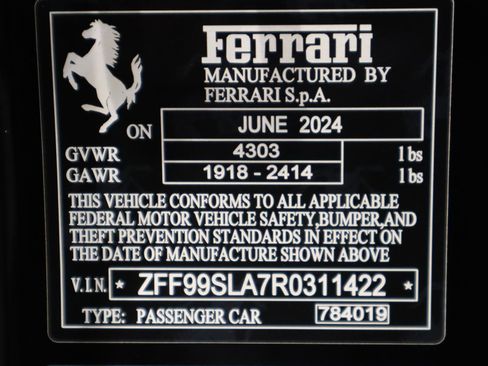 Ferrari
MANUFACTURED BY
FERRARI S.p.A.
ON JUNE 2024
GVWR 4303 lbs
GAWR 1918 - 2414 lbs
THIS VEHICLE CONFORMS TO ALL APPLICABLE
FEDERAL MOTOR VEHICLE SAFETY,BUMPER,AND
THEFT PREVENTION STANDARDS IN EFFECT ON
THE DATE OF MANUFACTURE SHOWN ABOVE
V.I.N. * ZFF99SLA7R0311422 *
TYPE: PASSENGER CAR 784019